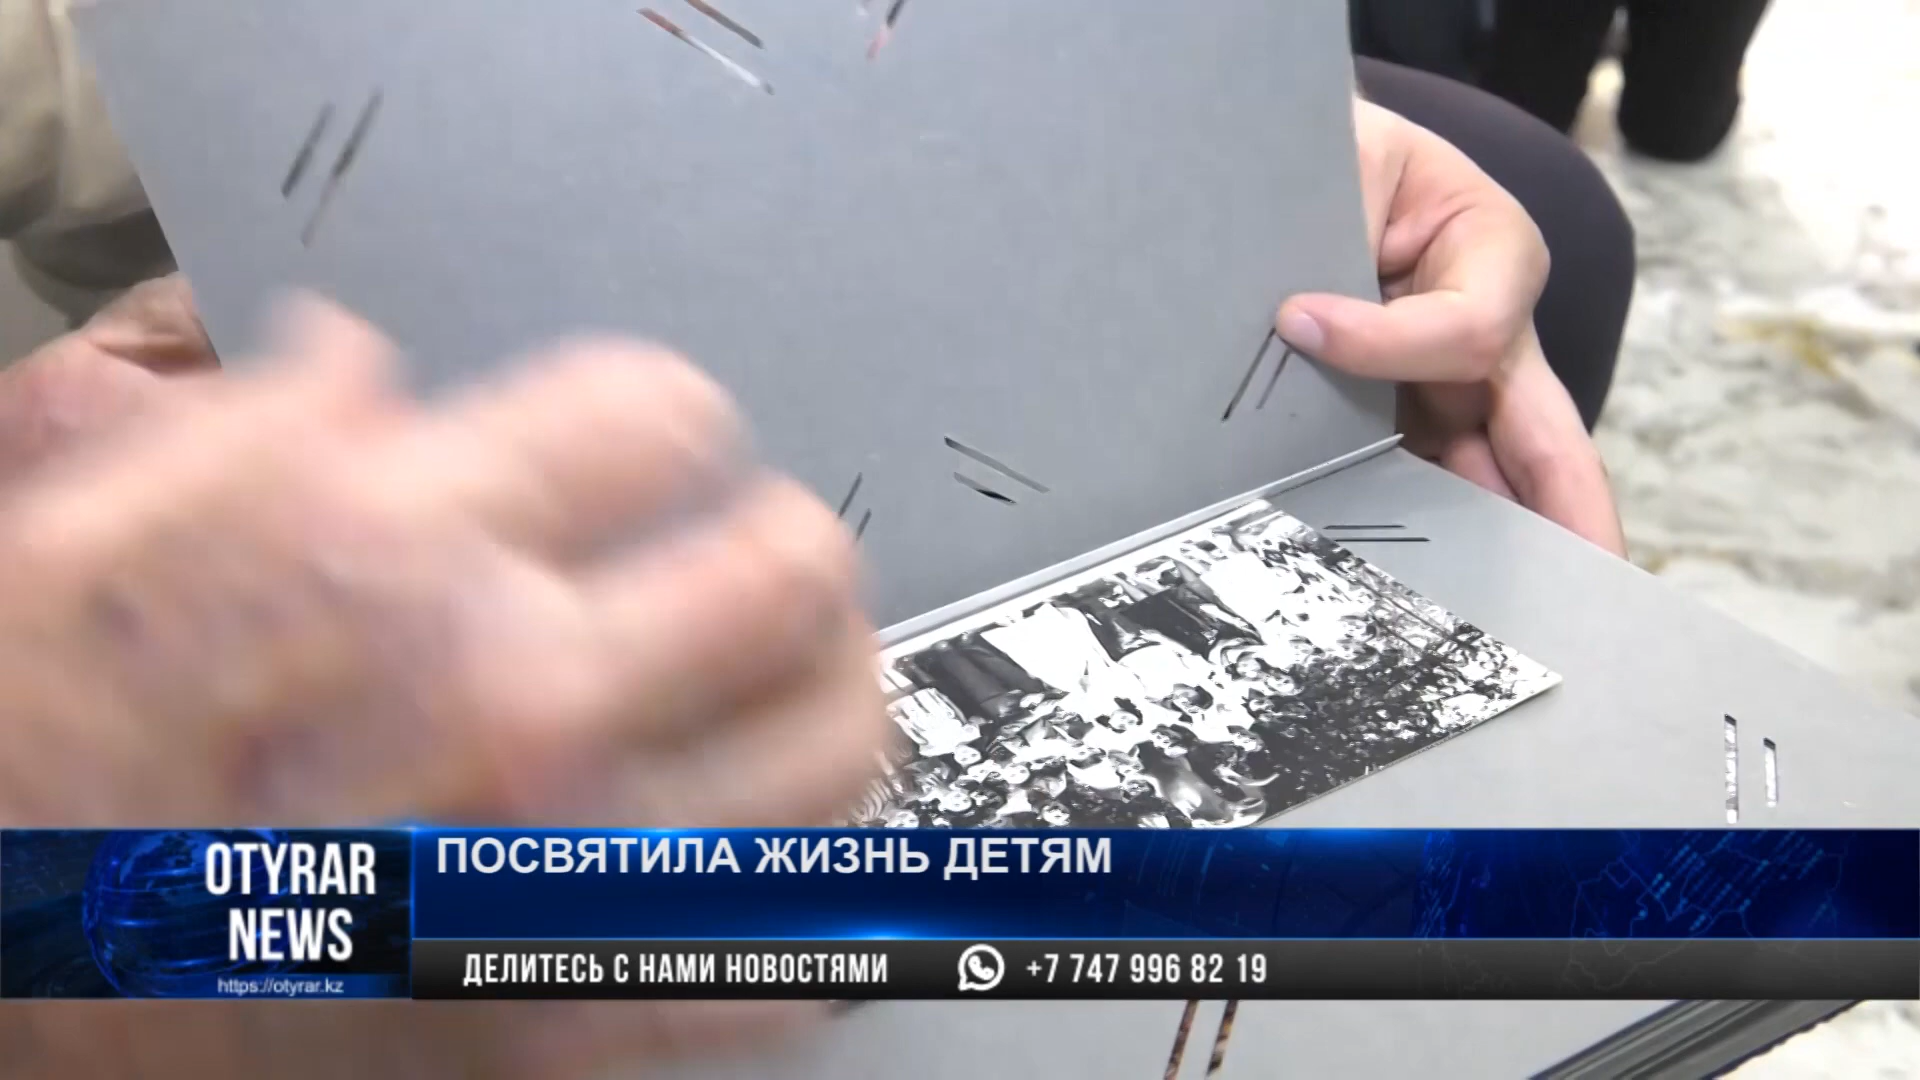 ПОСВЯТИЛА ЖИЗНЬ ДЕТЯМ
OTYRAR
NEWS
https://otyrar.kz
ДЕЛИТЕСЬ С НАМИ НОВОСТЯМИ +7 747 996 82 19